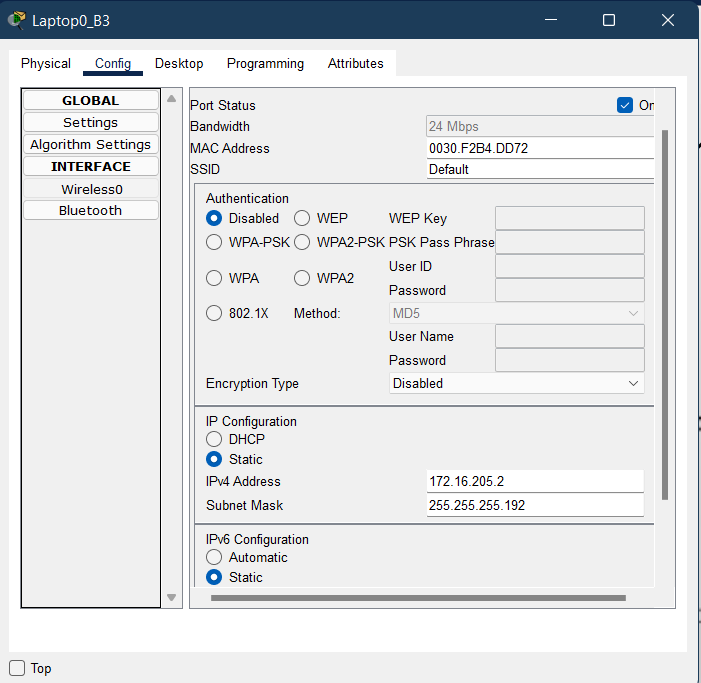 Laptop0_B3
Physical Config Desktop Programming Attributes
GLOBAL
Settings
Algorithm Settings
INTERFACE
Wireless0
Bluetooth
Port Status On
Bandwidth 24 Mbps
MAC Address 0030.F2B4.DD72
SSID Default
Authentication
Disabled WEP WEP Key
WPA-PSK WPA2-PSK PSK Pass Phrase
User ID
WPA WPA2
Password
802.1X Method: MD5
User Name
Password
Encryption Type Disabled
IP Configuration
DHCP
Static
IPv4 Address 172.16.205.2
Subnet Mask 255.255.255.192
IPv6 Configuration
Automatic
Static
Top